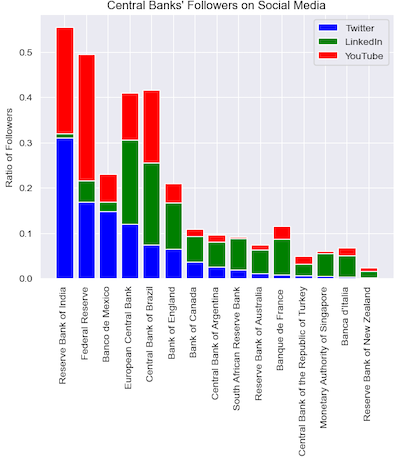 Central Banks' Followers on Social Media
Twitter
LinkedIn
YouTube
Ratio of Followers
0.5
0.4
0.3
0.2
0.1
0.0
Reserve Bank of India
Federal Reserve
Banco de Mexico
European Central Bank
Central Bank of Brazil
Bank of England
Bank of Canada
Central Bank of Argentina
South African Reserve Bank
Reserve Bank of Australia
Banque de France
Central Bank of the Republic of Turkey
Monetary Authority of Singapore
Banca d'Italia
Reserve Bank of New Zealand